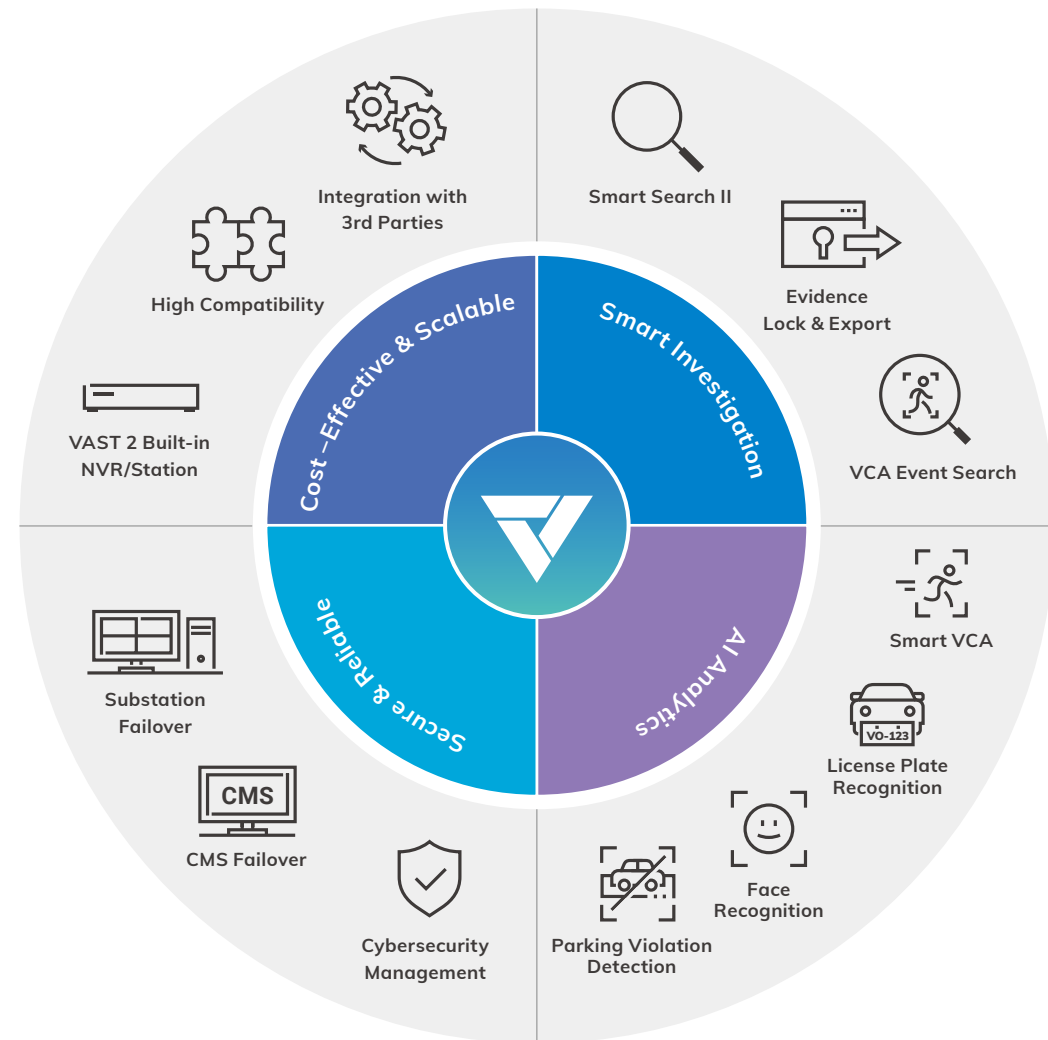 Integration with
3rd Parties
High Compatibility
VAST 2 Built-in
NVR/Station
Cost –Effective & Scalable
Smart Search II
Evidence
Lock & Export
VCA Event Search
Smart Investigation
Smart VCA
VO-123
License Plate
Recognition
Face
Recognition
Parking Violation
Detection
AI Analytics
Substation
Failover
CMS
CMS Failover
Cybersecurity
Management
Secure & Reliable